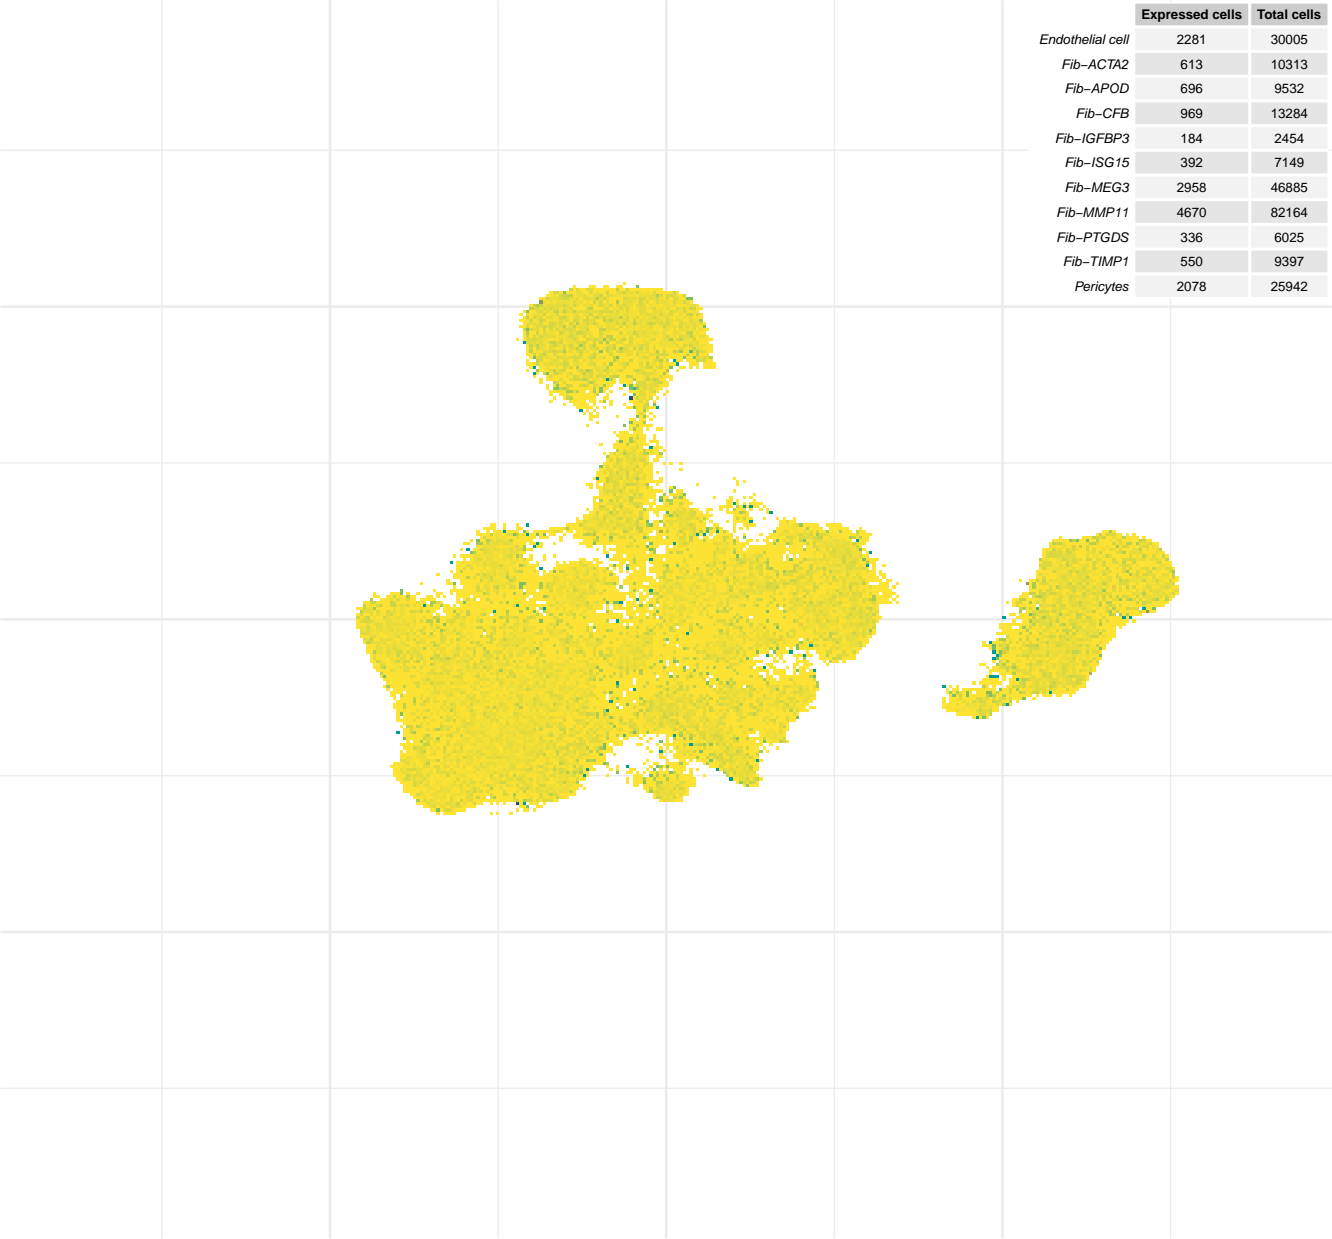 Expressed cells Total cells
Endothelial cell 2281 30005
Fib−ACTA2 613 10313
Fib−APOD 696 9532
Fib−CFB 969 13284
Fib−IGFBP3 184 2454
Fib−ISG15 392 7149
Fib−MEG3 2958 46885
Fib−MMP11 4670 82164
Fib−PTGDS 336 6025
Fib−TIMP1 550 9397
Pericytes 2078 25942